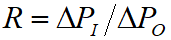 R = ΔP_I / ΔP_O